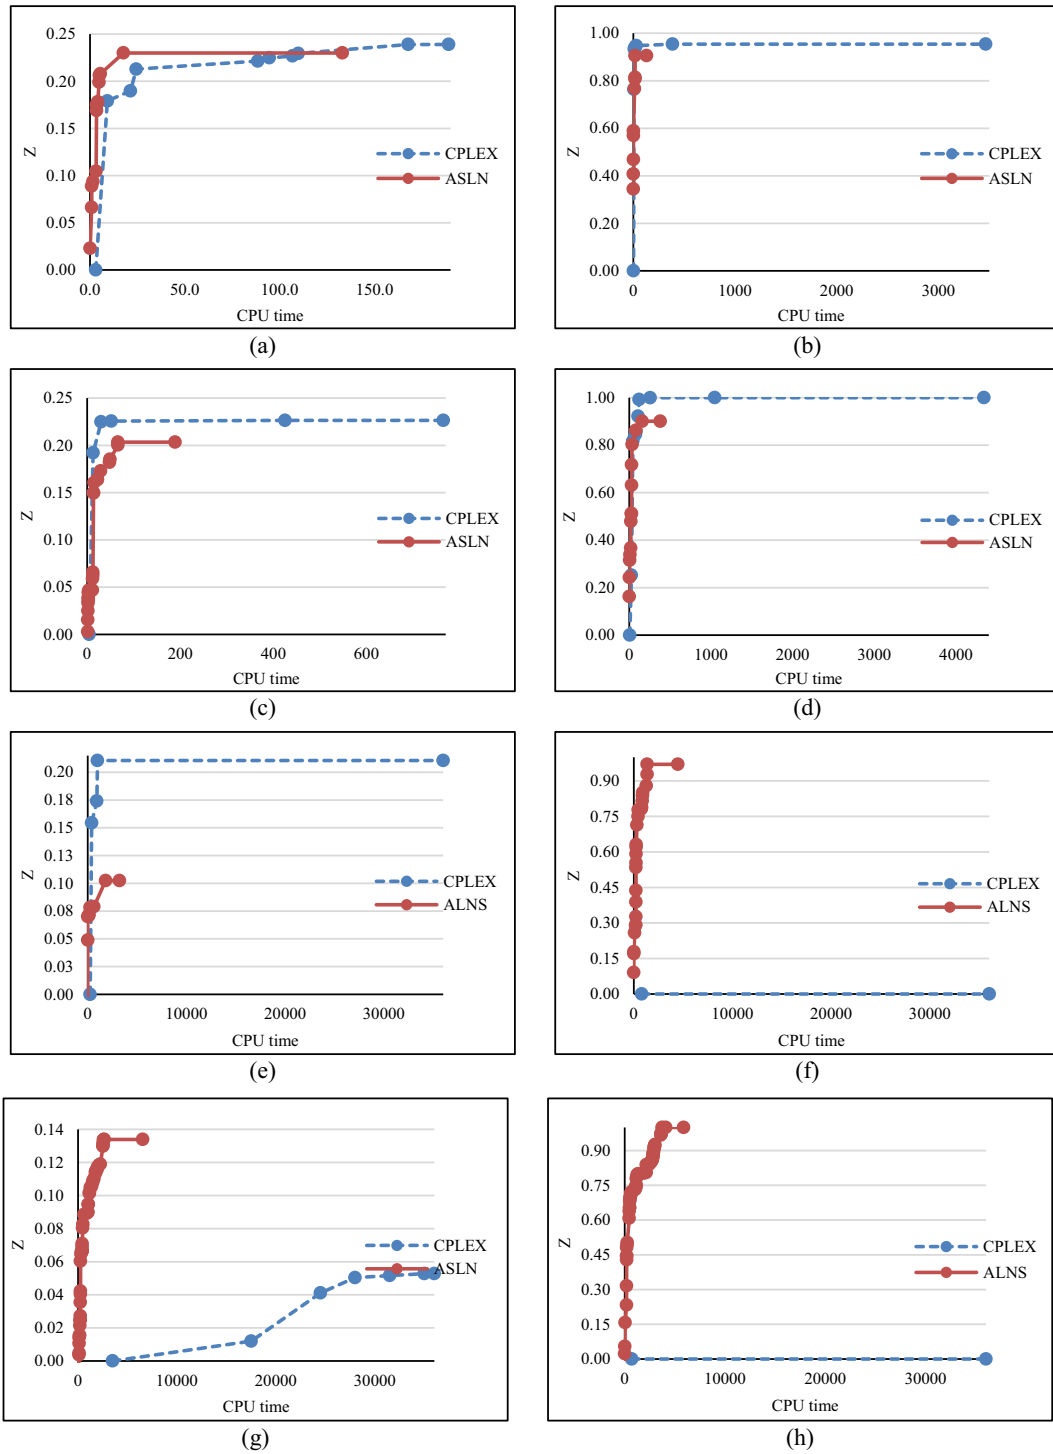 0.25
0.20
0.15
0.10
0.05
0.00
Z
0.0 50.0 100.0 150.0
CPU time
CPLEX
ASLN
(a)
1.00
0.80
0.60
0.40
0.20
0.00
Z
0 1000 2000 3000
CPU time
CPLEX
ASLN
(b)
0.25
0.20
0.15
0.10
0.05
0.00
Z
0 200 400 600
CPU time
CPLEX
ASLN
(c)
1.00
0.80
0.60
0.40
0.20
0.00
Z
0 1000 2000 3000 4000
CPU time
CPLEX
ASLN
(d)
0.20
0.18
0.15
0.13
0.10
0.08
0.05
0.03
0.00
Z
0 10000 20000 30000
CPU time
CPLEX
ALNS
(e)
0.90
0.75
0.60
0.45
0.30
0.15
0.00
Z
0 10000 20000 30000
CPU time
CPLEX
ALNS
(f)
0.14
0.12
0.10
0.08
0.06
0.04
0.02
0.00
Z
0 10000 20000 30000
CPU time
CPLEX
ASLN
(g)
0.90
0.75
0.60
0.45
0.30
0.15
0.00
Z
0 10000 20000 30000
CPU time
CPLEX
ALNS
(h)